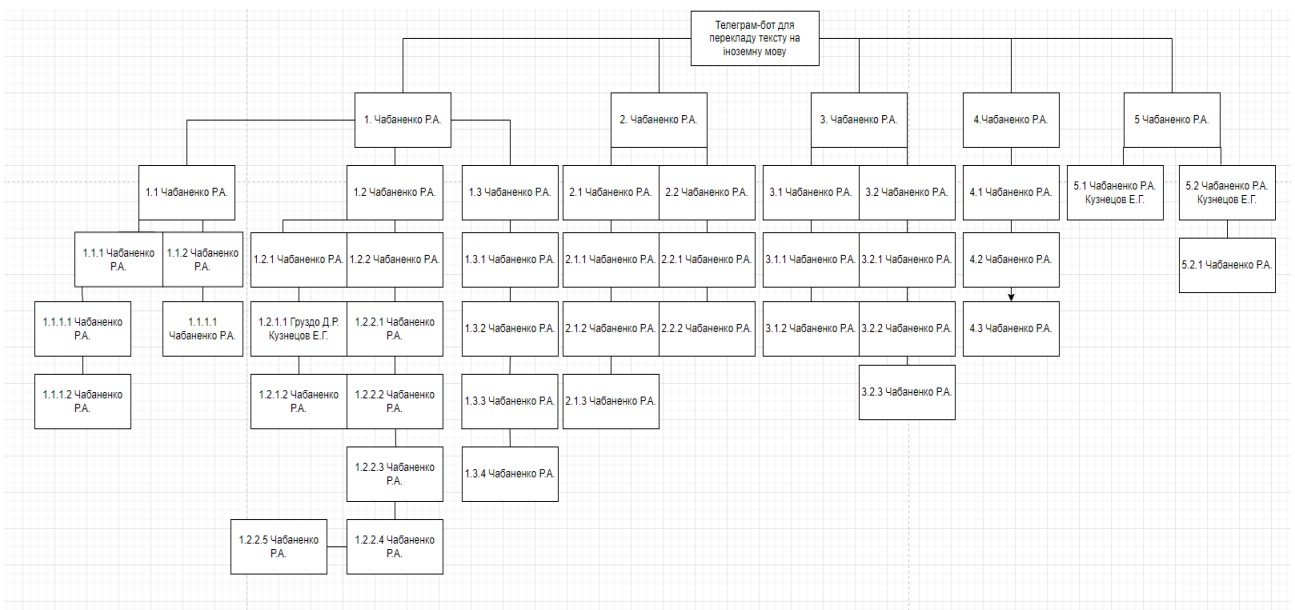 Телеграм-бот для
перекладу тексту на
іноземну мову
1. Чабаненко Р.А.
2. Чабаненко Р.А.
3. Чабаненко Р.А.
4.Чабаненко Р.А.
5 Чабаненко Р.А.
1.1 Чабаненко Р.А.
1.2 Чабаненко Р.А.
1.3 Чабаненко Р.А.
2.1 Чабаненко Р.А.
2.2 Чабаненко Р.А.
3.1 Чабаненко Р.А.
3.2 Чабаненко Р.А.
4.1 Чабаненко Р.А.
5.1 Чабаненко Р.А.
Кузнецов Е.Г.
5.2 Чабаненко Р.А.
Кузнецов Е.Г.
1.1.1 Чабаненко
Р.А.
1.1.2 Чабаненко
Р.А.
1.2.1 Чабаненко Р.А.
1.2.2 Чабаненко Р.А.
1.3.1 Чабаненко Р.А.
2.1.1 Чабаненко Р.А.
2.2.1 Чабаненко Р.А.
3.1.1 Чабаненко Р.А.
3.2.1 Чабаненко Р.А.
4.2 Чабаненко Р.А.
5.2.1 Чабаненко Р.А.
1.1.1.1 Чабаненко
Р.А.
1.1.1.1
Чабаненко Р.А.
1.2.1.1 Груздо Д.Р.
Кузнецов Е.Г.
1.2.2.1 Чабаненко
Р.А.
1.3.2 Чабаненко Р.А.
2.1.2 Чабаненко Р.А.
2.2.2 Чабаненко Р.А.
3.1.2 Чабаненко Р.А.
3.2.2 Чабаненко Р.А.
4.3 Чабаненко Р.А.
1.1.1.2 Чабаненко
Р.А.
1.2.1.2 Чабаненко
Р.А.
1.2.2.2 Чабаненко
Р.А.
1.3.3 Чабаненко Р.А.
2.1.3 Чабаненко Р.А.
3.2.3 Чабаненко Р.А.
1.2.2.3 Чабаненко
Р.А.
1.3.4 Чабаненко Р.А.
1.2.2.5 Чабаненко
Р.А.
1.2.2.4 Чабаненко
Р.А.